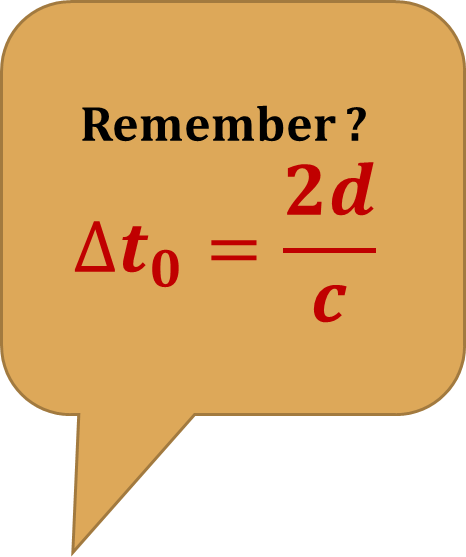 Remember ?
Δt₀ = 2d/c